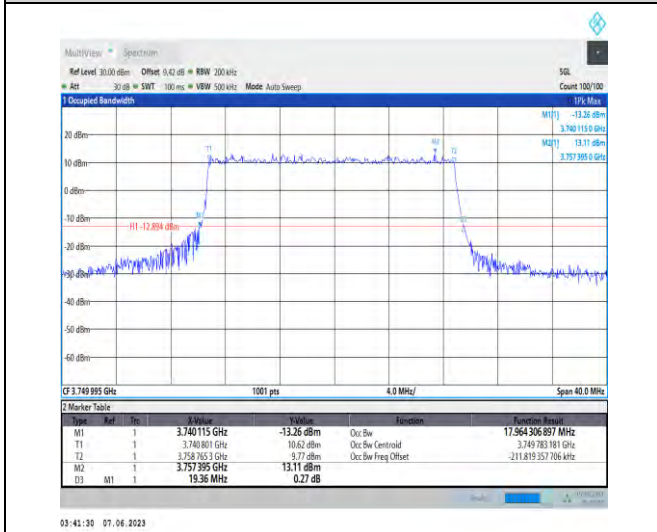 MultiView Spectrum
Ref Level 30.00 dBm Offset 9.42 dB RBW 200 kHz SGL
Att 30 dB SWT 100 ms VBW 500 kHz Mode Auto Sweep Count 100/100
1 Occupied Bandwidth 1Pk Max
M1[1] -13.26 dBm
3.740 115 0 GHz
M2[1] 13.11 dBm
3.757 395 0 GHz
20 dBm
M2
T1 T2
10 dBm
0 dBm
-10 dBm
H1 -12.894 dBm
-20 dBm
-30 dBm
-40 dBm
-50 dBm
-60 dBm
CF 3.749 995 GHz 1001 pts 4.0 MHz/ Span 40.0 MHz
2 Marker Table
Type Ref Trc X-Value Y-Value Function Function Result
M1 1 3.740 115 GHz -13.26 dBm Occ Bw 17.964 306 897 MHz
T1 1 3.740 801 GHz 10.62 dBm Occ Bw Centroid 3.749 783 181 GHz
T2 1 3.758 765 3 GHz 9.77 dBm Occ Bw Freq Offset -211.819 357 706 kHz
M2 1 3.757 395 GHz 13.11 dBm
D3 M1 1 19.36 MHz 0.27 dB
03:41:30 07.06.2023